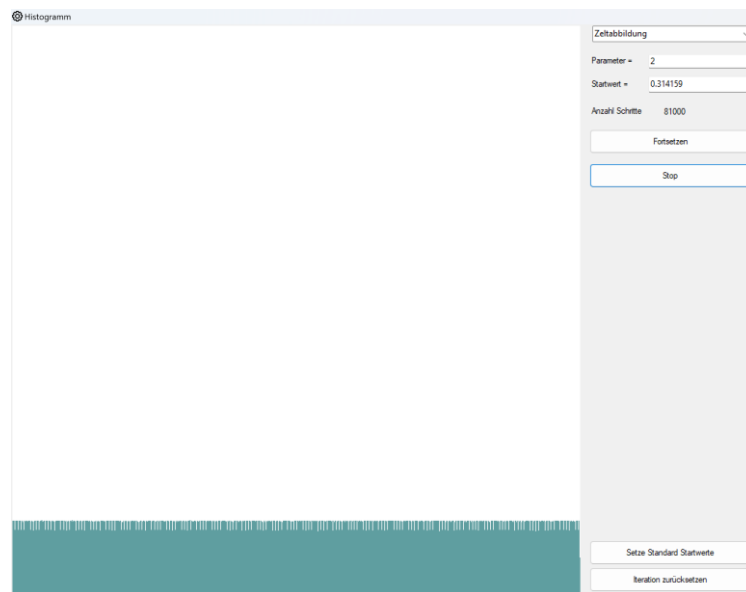 Histogramm
Zeltabbildung
Parameter = 2
Startwert = 0.314159
Anzahl Schritte 81000
Fortsetzen
Stop
Setze Standard Startwerte
Iteration zurücksetzen